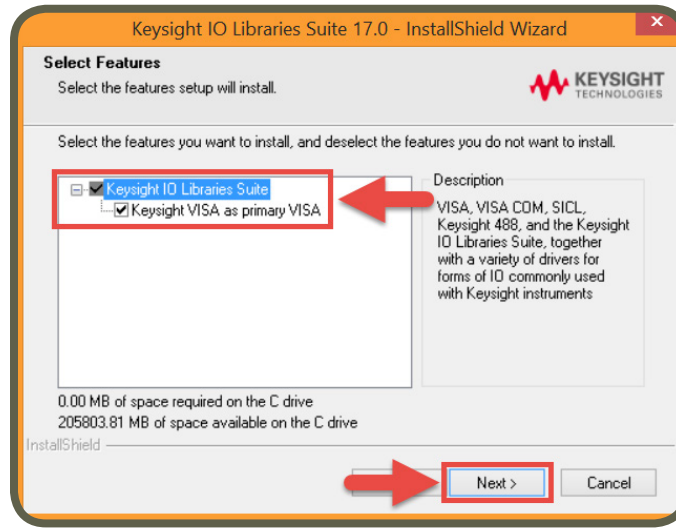 Keysight IO Libraries Suite 17.0 - InstallShield Wizard
Select Features
Select the features setup will install.
KEYSIGHT
TECHNOLOGIES
Select the features you want to install, and deselect the features you do not want to install.
Keysight IO Libraries Suite
Keysight VISA as primary VISA
Description
VISA, VISA COM, SICL,
Keysight 488, and the Keysight
IO Libraries Suite, together
with a variety of drivers for
forms of IO commonly used
with Keysight instruments
0.00 MB of space required on the C drive
205803.81 MB of space available on the C drive
InstallShield
Next >
Cancel